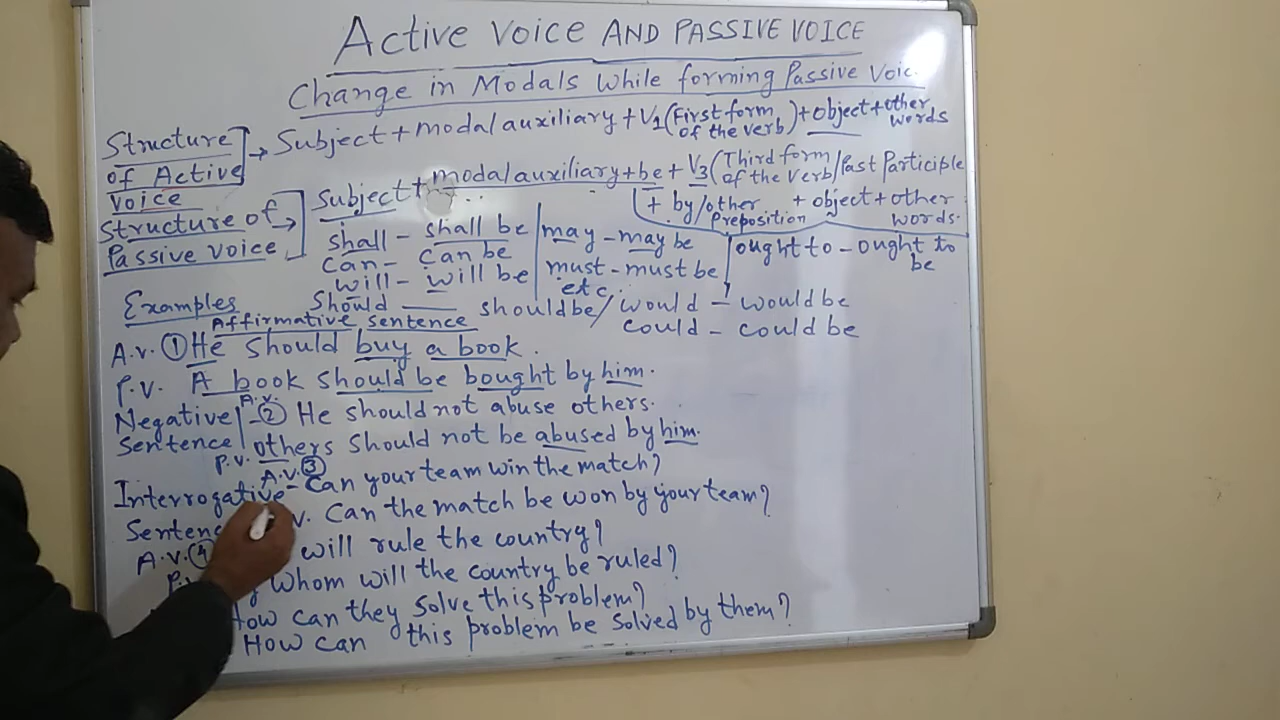 Active Voice AND PASSIVE VOICE
Change in Modals While forming Passive Voic
Structure of Active Voice → Subject + modal auxiliary + V1 (First form of the verb) + object + other words
Structure of Passive Voice → Subject + modal auxiliary + be + V3 (Third form of the verb / Past Participle
+ by / other Preposition + object + other words.
shall - shall be
can - can be
will - will be
may - may be
must - must be
etc.
ought to - ought to be
Should — should be / would - would be
could - could be
Examples
Affirmative sentence
A.V. ① He should buy a book.
P.V. A book should be bought by him.
Negative Sentence
A.V. ② He should not abuse others.
P.V. others should not be abused by him.
Interrogative Sentenc
A.V. ③ Can your team win the match?
V. Can the match be won by your team?
A.V. ④ will rule the country?
P.V. whom will the country be ruled?
How can they solve this problem?
How can this problem be solved by them?